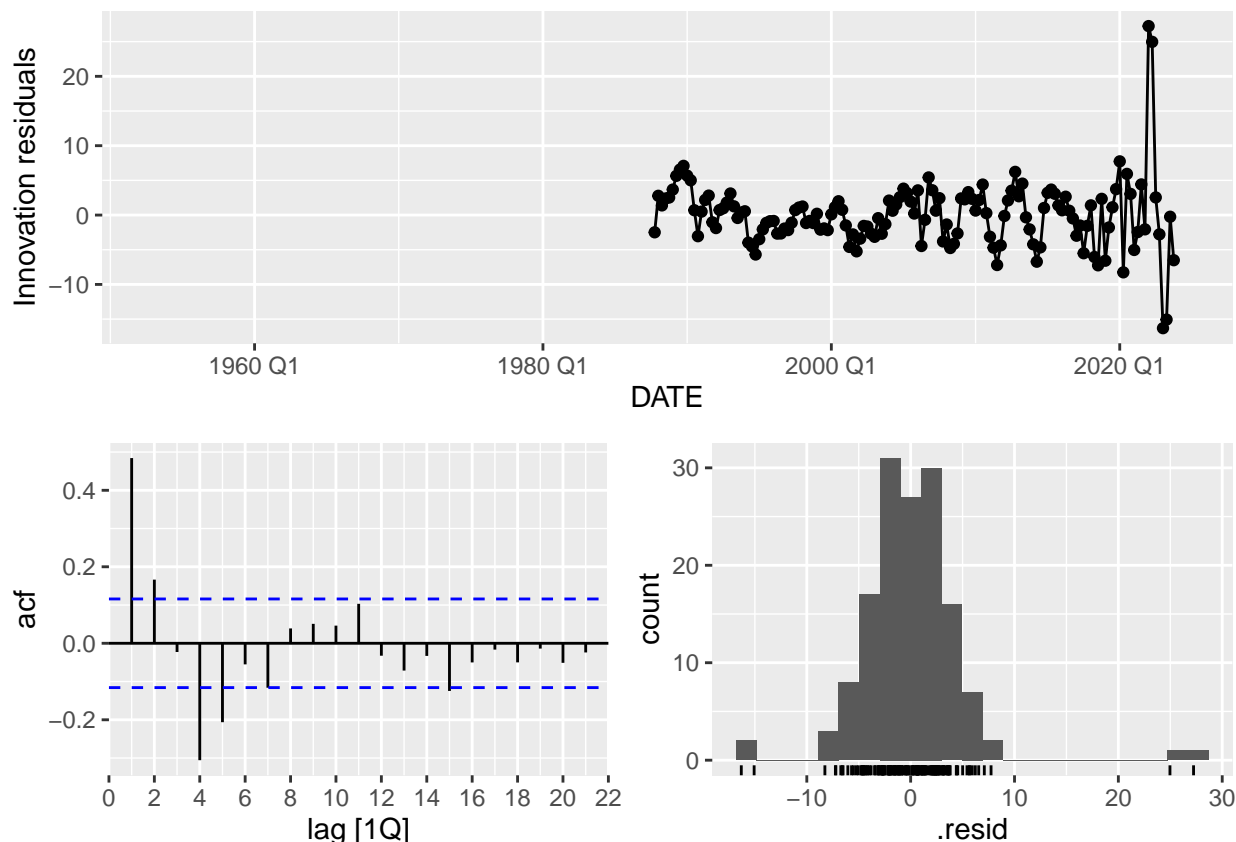 Innovation residuals
20
10
0
−10
1960 Q1 1980 Q1 2000 Q1 2020 Q1
DATE
acf
0.4
0.2
0.0
−0.2
0 2 4 6 8 10 12 14 16 18 20 22
lag [1Q]
count
30
20
10
0
−10 0 10 20 30
.resid